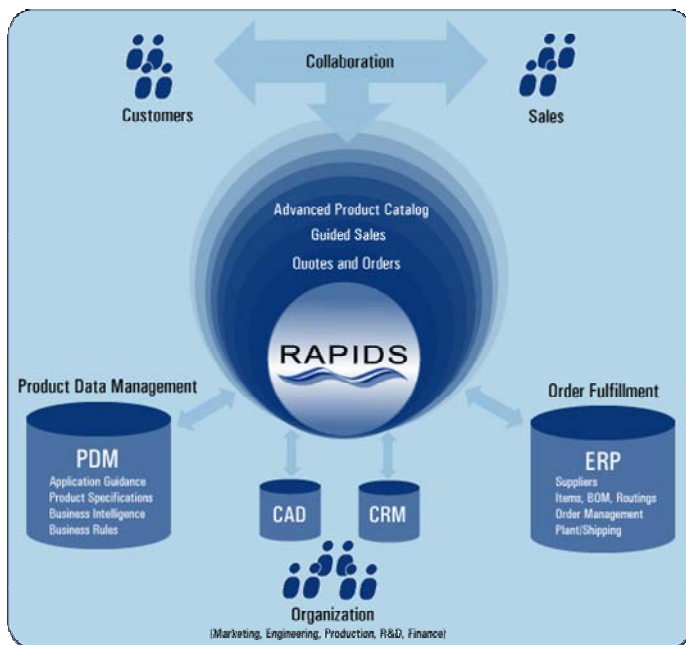 Collaboration
Customers
Sales
Advanced Product Catalog
Guided Sales
Quotes and Orders
RAPIDS
Product Data Management
Order Fulfillment
PDM
Application Guidance
Product Specifications
Business Intelligence
Business Rules
ERP
Suppliers
Items, BOM, Routings
Order Management
Plant/Shipping
CAD
CRM
Organization
(Marketing, Engineering, Production, R&D, Finance)